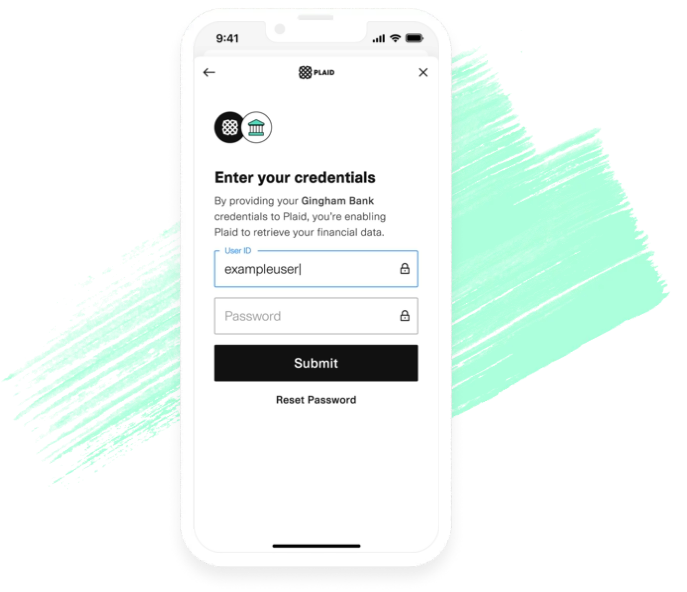 9:41
PLAID
Enter your credentials
By providing your Gingham Bank
credentials to Plaid, you're enabling
Plaid to retrieve your financial data.
User ID
exampleuser
Password
Submit
Reset Password